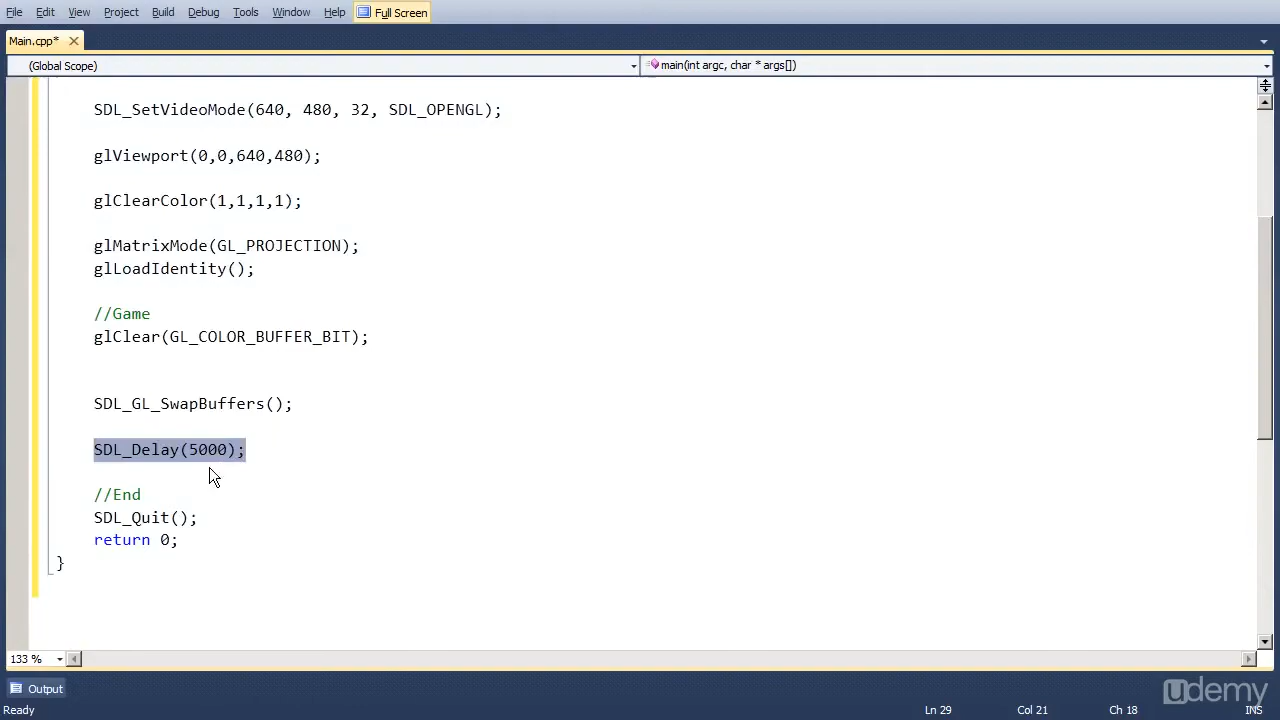 File Edit View Project Build Debug Tools Window Help Full Screen
Main.cpp*
(Global Scope) main(int argc, char * args[])
SDL_SetVideoMode(640, 480, 32, SDL_OPENGL);
glViewport(0,0,640,480);
glClearColor(1,1,1,1);
glMatrixMode(GL_PROJECTION);
glLoadIdentity();
//Game
glClear(GL_COLOR_BUFFER_BIT);
SDL_GL_SwapBuffers();
SDL_Delay(5000);
//End
SDL_Quit();
return 0;
}
133 %
Output
udemy
Ready Ln 29 Col 21 Ch 18 INS